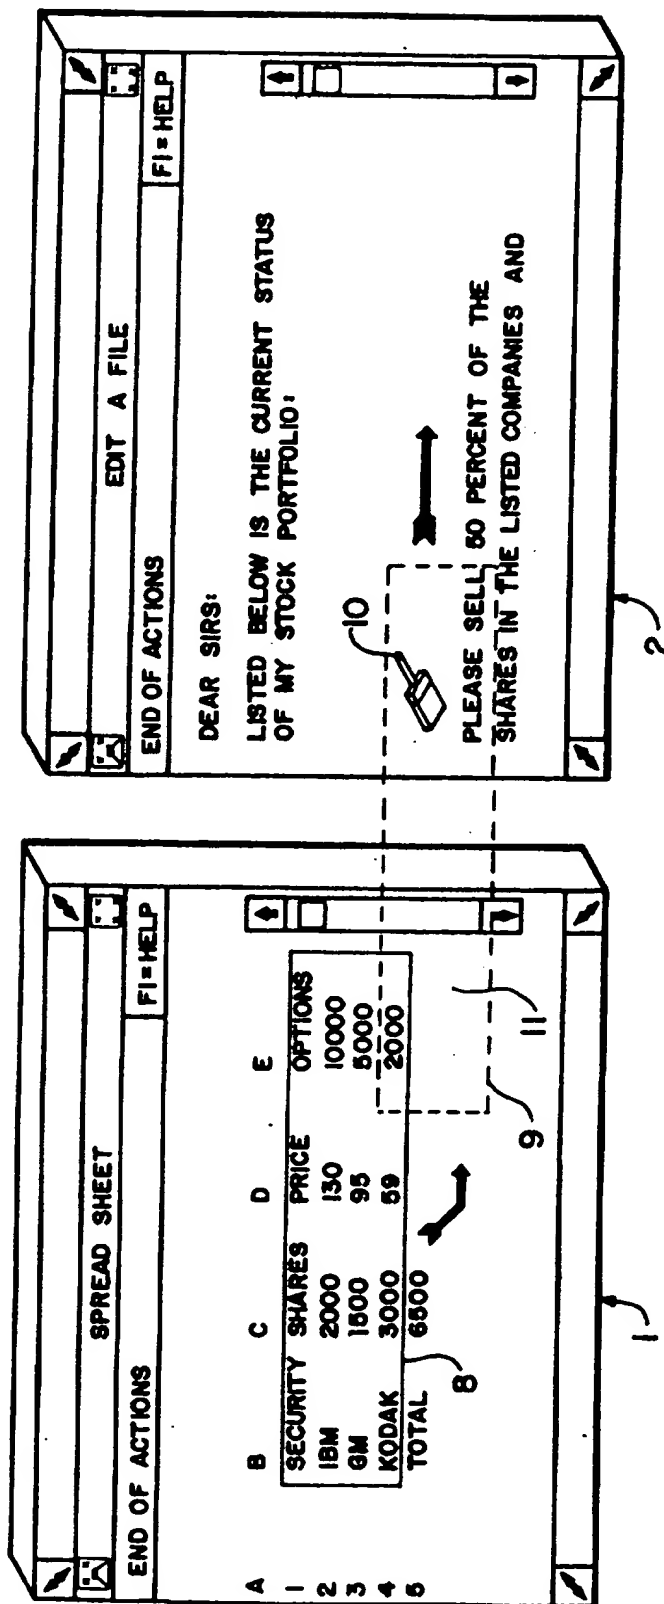 SPREAD SHEET
END OF ACTIONS
F1=HELP
A B C D E
1 SECURITY SHARES PRICE OPTIONS
2 IBM 2000 130 10000
3 GM 1500 95 5000
4 KODAK 3000 59 2000
5 TOTAL 6500
8
9
11
1
EDIT A FILE
END OF ACTIONS
F1=HELP
DEAR SIRS:
LISTED BELOW IS THE CURRENT STATUS
OF MY STOCK PORTFOLIO:
10
PLEASE SELL 50 PERCENT OF THE
SHARES IN THE LISTED COMPANIES AND
2